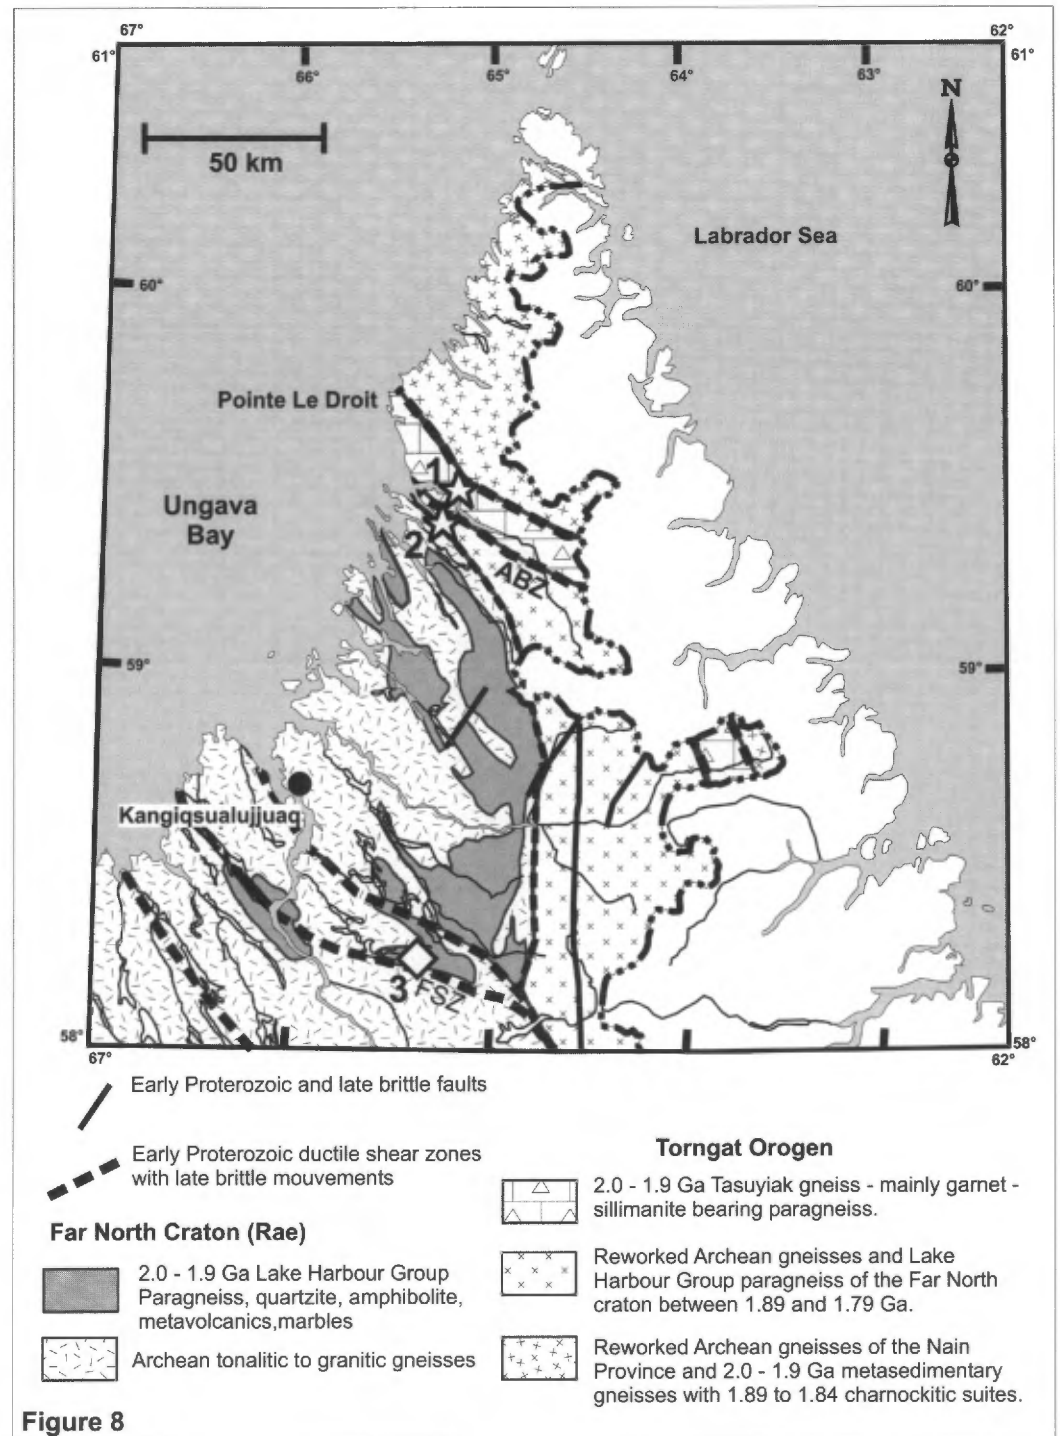 67°
62°
61°
61°
66°
65°
64°
63°
N
50 km
Labrador Sea
60°
60°
Pointe Le Droit
1
Ungava
Bay
2
ABZ
59°
59°
Kangiqsualujjuaq
3
FSZ
58°
58°
67°
62°
Early Proterozoic and late brittle faults
Early Proterozoic ductile shear zones
with late brittle mouvements
Far North Craton (Rae)
2.0 - 1.9 Ga Lake Harbour Group
Paragneiss, quartzite, amphibolite,
metavolcanics,marbles
Archean tonalitic to granitic gneisses
Torngat Orogen
2.0 - 1.9 Ga Tasuyiak gneiss - mainly garnet -
sillimanite bearing paragneiss.
Reworked Archean gneisses and Lake
Harbour Group paragneiss of the Far North
craton between 1.89 and 1.79 Ga.
Reworked Archean gneisses of the Nain
Province and 2.0 - 1.9 Ga metasedimentary
gneisses with 1.89 to 1.84 charnockitic suites.
Figure 8